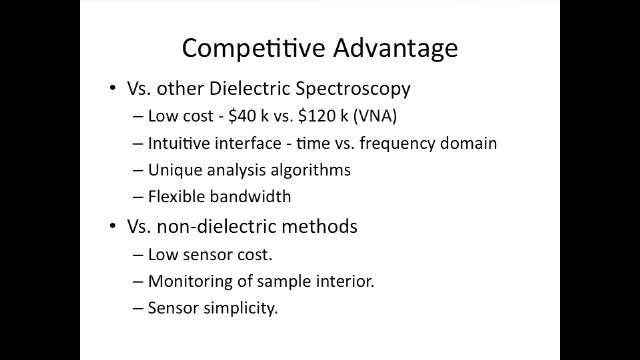 Competitive Advantage
• Vs. other Dielectric Spectroscopy
– Low cost - $40 k vs. $120 k (VNA)
– Intuitive interface - time vs. frequency domain
– Unique analysis algorithms
– Flexible bandwidth
• Vs. non-dielectric methods
– Low sensor cost.
– Monitoring of sample interior.
– Sensor simplicity.